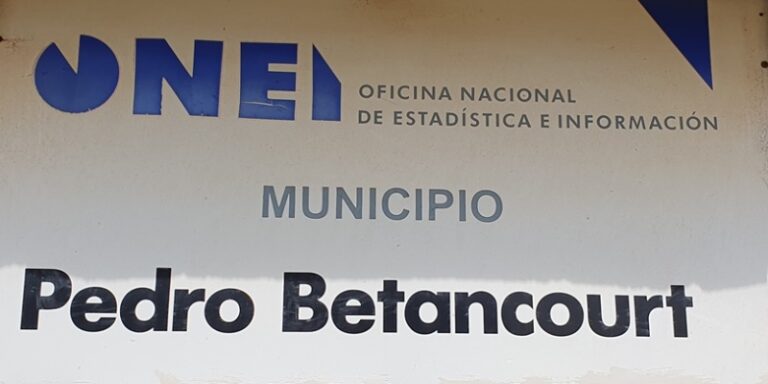 ONEI
OFICINA NACIONAL
DE ESTADÍSTICA E INFORMACIÓN
MUNICIPIO
Pedro Betancourt